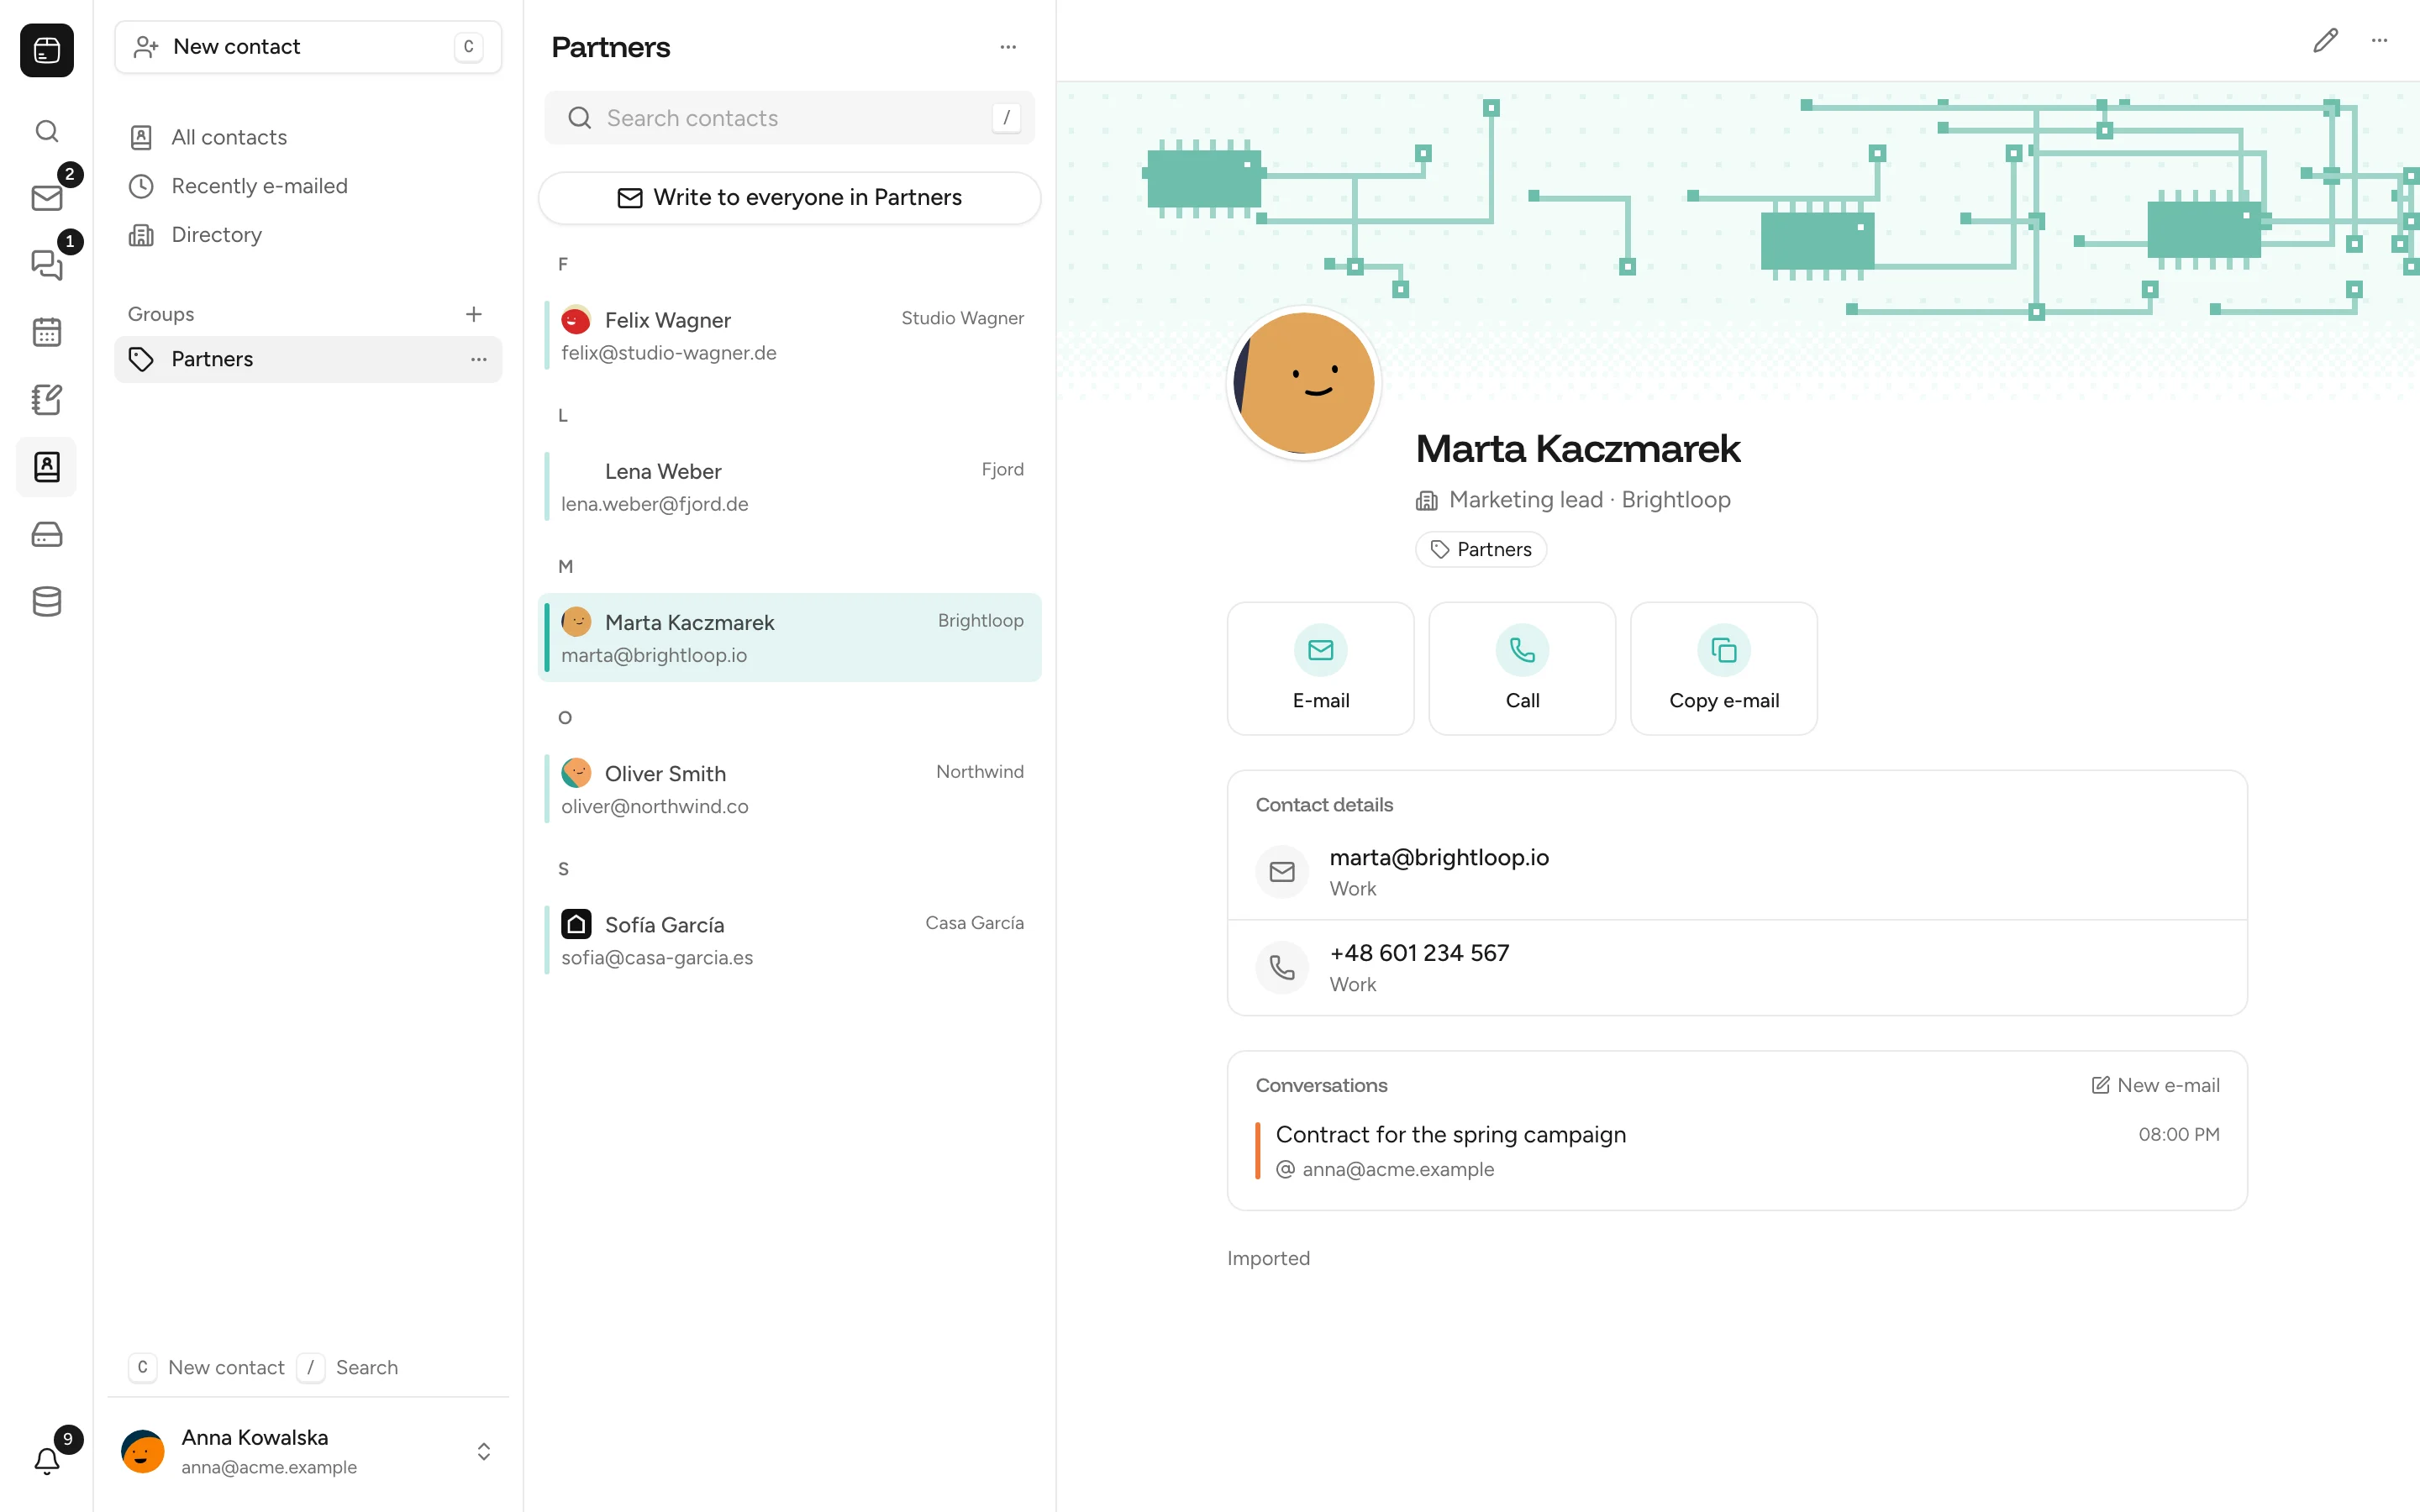 New contact C
All contacts
2
Recently e-mailed
Directory
1
Groups
Partners
C New contact / Search
Anna Kowalska
anna@acme.example
9
Partners
Search contacts /
Write to everyone in Partners
F
Felix Wagner Studio Wagner
felix@studio-wagner.de
L
Lena Weber Fjord
lena.weber@fjord.de
M
Marta Kaczmarek Brightloop
marta@brightloop.io
O
Oliver Smith Northwind
oliver@northwind.co
S
Sofía García Casa García
sofia@casa-garcia.es
Marta Kaczmarek
Marketing lead · Brightloop
Partners
E-mail Call Copy e-mail
Contact details
marta@brightloop.io
Work
+48 601 234 567
Work
Conversations New e-mail
Contract for the spring campaign 08:00 PM
@ anna@acme.example
Imported